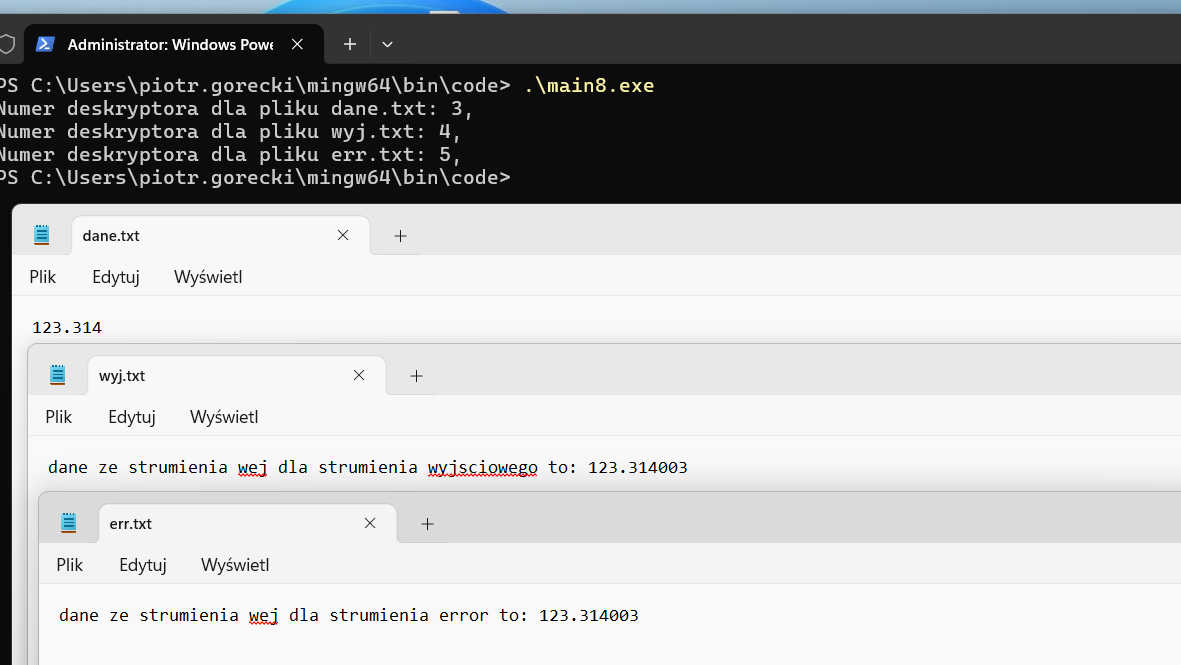 Administrator: Windows Powe
PS C:\Users\piotr.gorecki\mingw64\bin\code> .\main8.exe
Numer deskryptora dla pliku dane.txt: 3,
Numer deskryptora dla pliku wyj.txt: 4,
Numer deskryptora dla pliku err.txt: 5,
PS C:\Users\piotr.gorecki\mingw64\bin\code>
dane.txt
Plik Edytuj Wyświetl
123.314
wyj.txt
Plik Edytuj Wyświetl
dane ze strumienia wej dla strumienia wyjsciowego to: 123.314003
err.txt
Plik Edytuj Wyświetl
dane ze strumienia wej dla strumienia error to: 123.314003